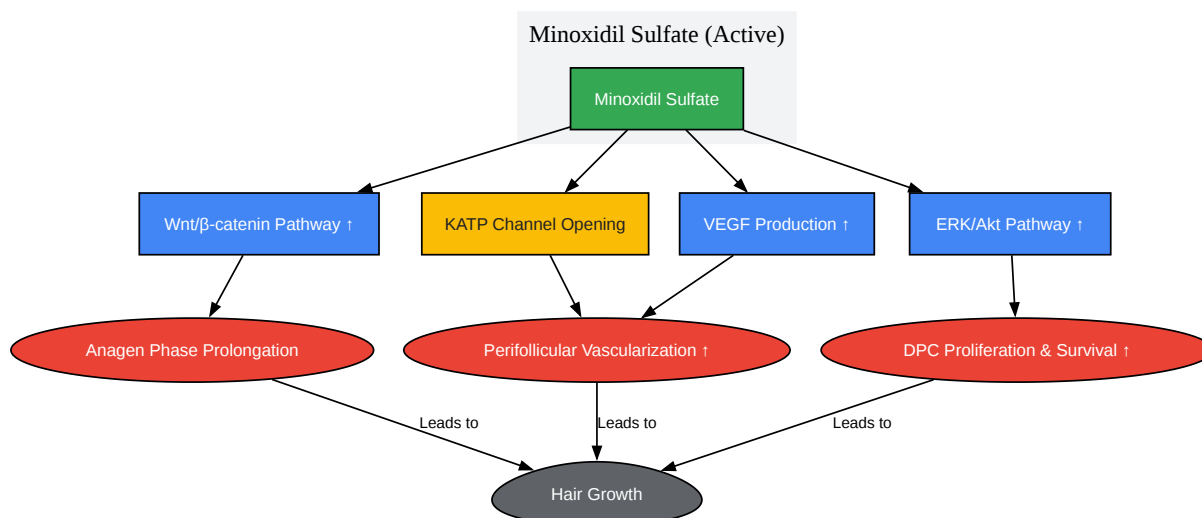 Minoxidil Sulfate (Active)
Minoxidil Sulfate
Wnt/β-catenin Pathway ↑
KATP Channel Opening
VEGF Production ↑
ERK/Akt Pathway ↑
Anagen Phase Prolongation
Perifollicular Vascularization ↑
DPC Proliferation & Survival ↑
Leads to
Leads to
Leads to
Hair Growth